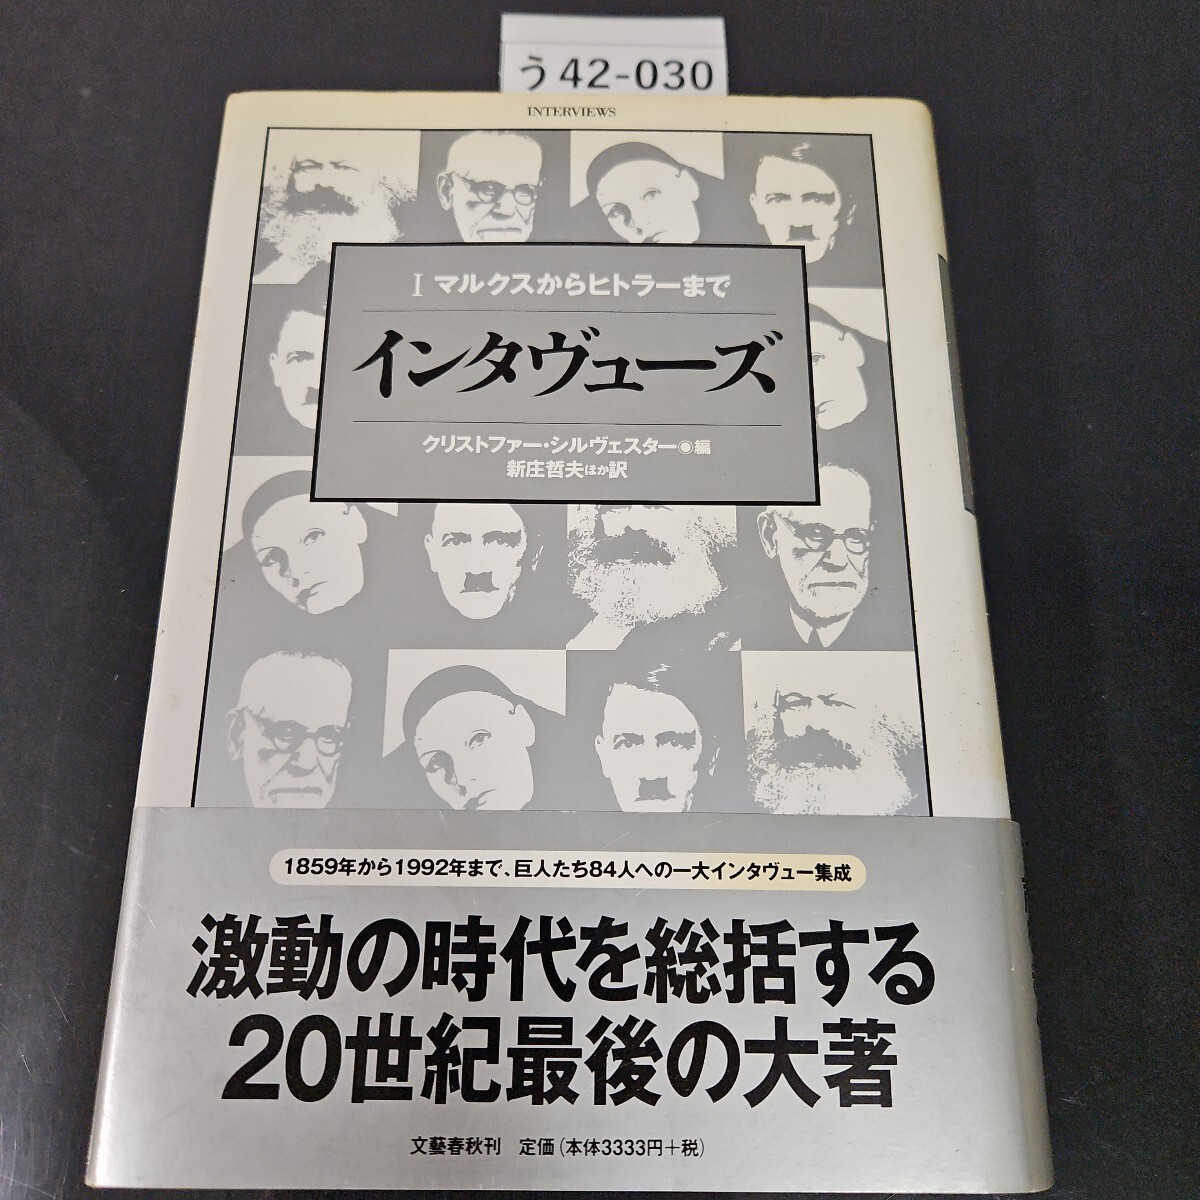 う42-030
INTERVIEWS
I マルクスからヒトラーまで
インタヴューズ
クリストファー・シルヴェスター◉編
新庄哲夫ほか訳
1859年から1992年まで、巨人たち84人への一大インタヴュー集成
激動の時代を総括する
20世紀最後の大著
文藝春秋刊 定価(本体3333円+税)